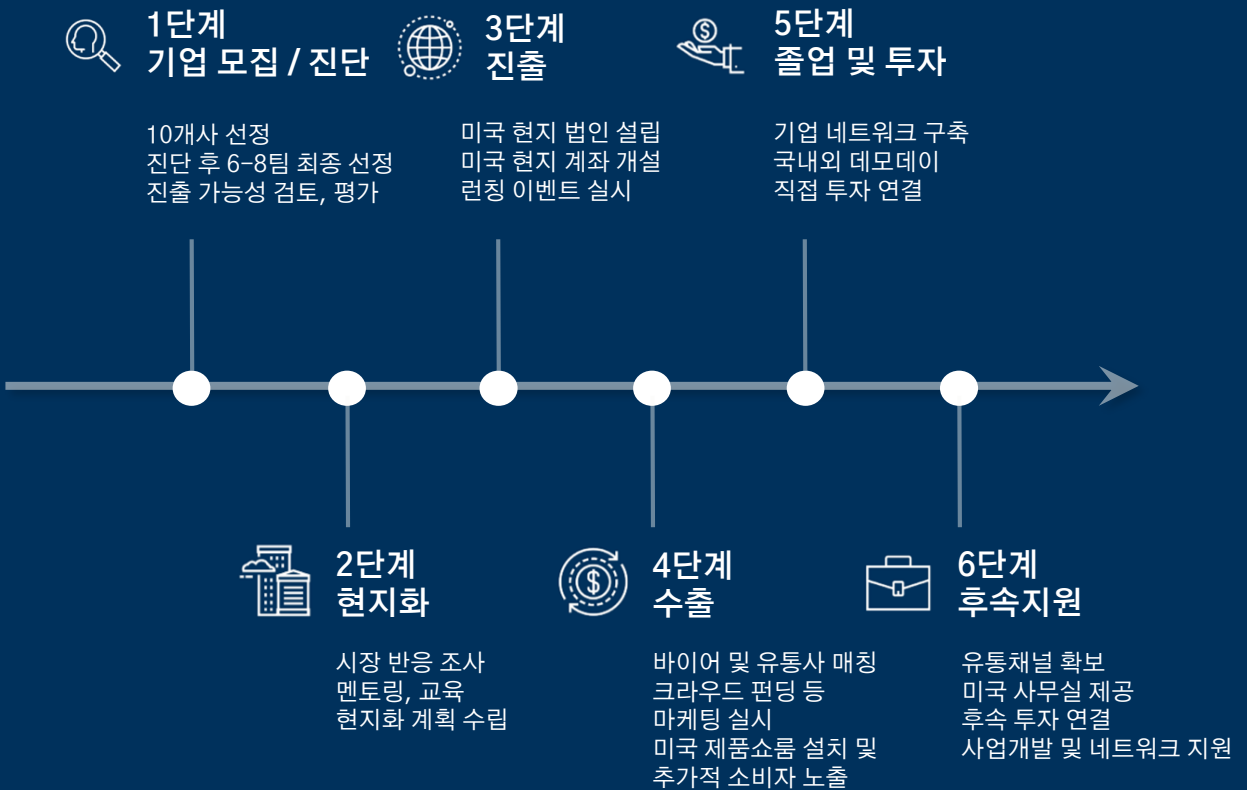 1단계
기업 모집 / 진단
10개사 선정
진단 후 6-8팀 최종 선정
진출 가능성 검토, 평가
3단계
진출
미국 현지 법인 설립
미국 현지 계좌 개설
런칭 이벤트 실시
5단계
졸업 및 투자
기업 네트워크 구축
국내외 데모데이
직접 투자 연결
2단계
현지화
시장 반응 조사
멘토링, 교육
현지화 계획 수립
4단계
수출
바이어 및 유통사 매칭
크라우드 펀딩 등
마케팅 실시
미국 제품쇼룸 설치 및
추가적 소비자 노출
6단계
후속지원
유통채널 확보
미국 사무실 제공
후속 투자 연결
사업개발 및 네트워크 지원